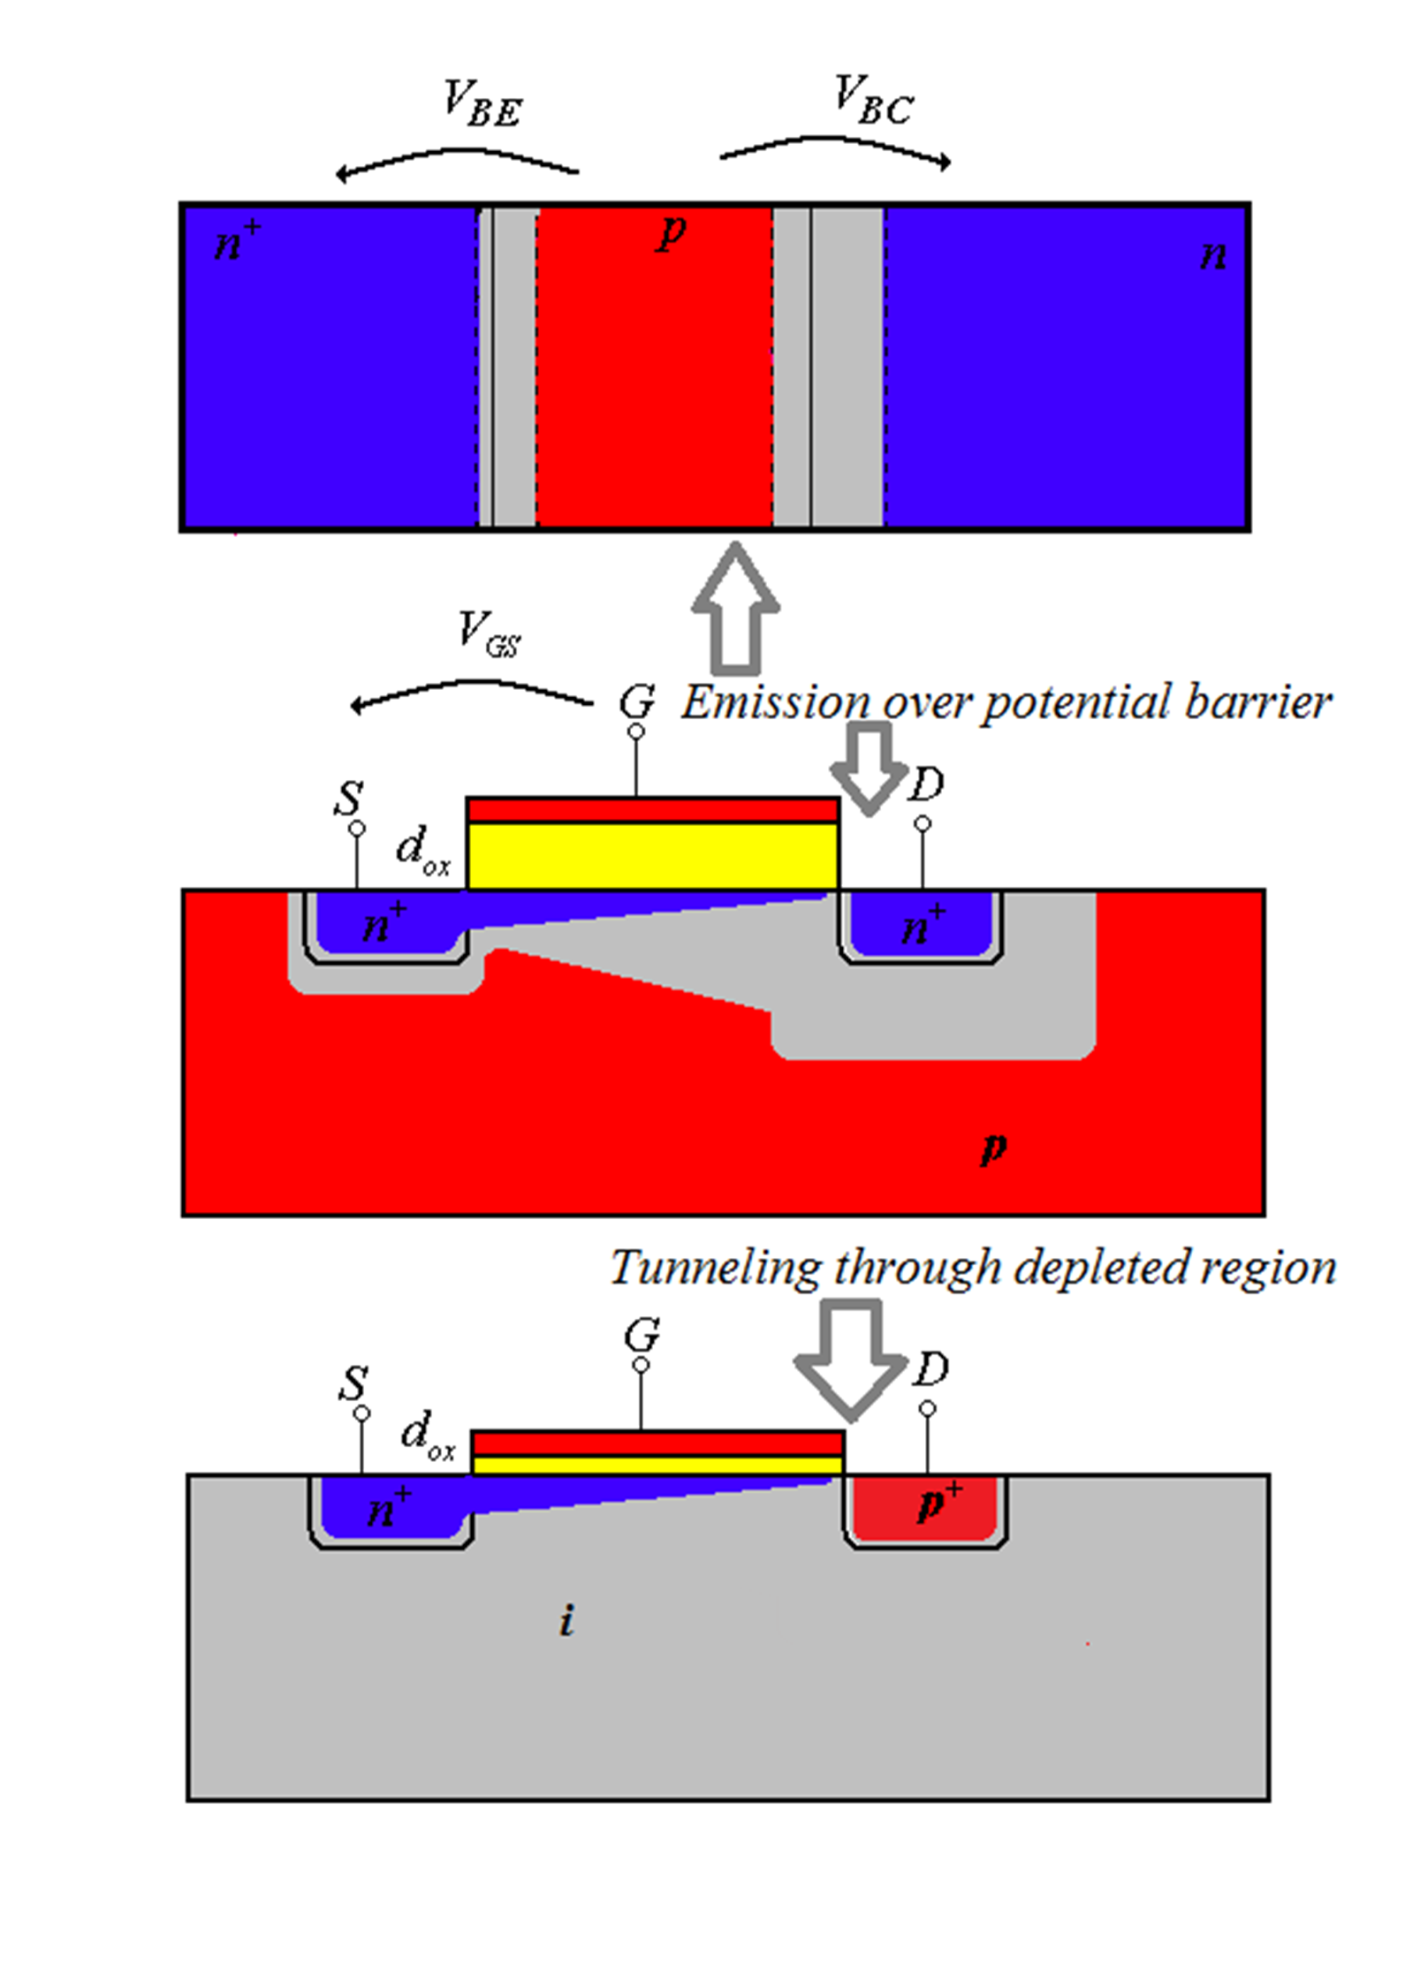 V_BE V_BC
n+ p n
V_GS
G Emission over potential barrier
S d_ox D
n+ n+
p
Tunneling through depleted region
G
S d_ox D
n+ p+
i